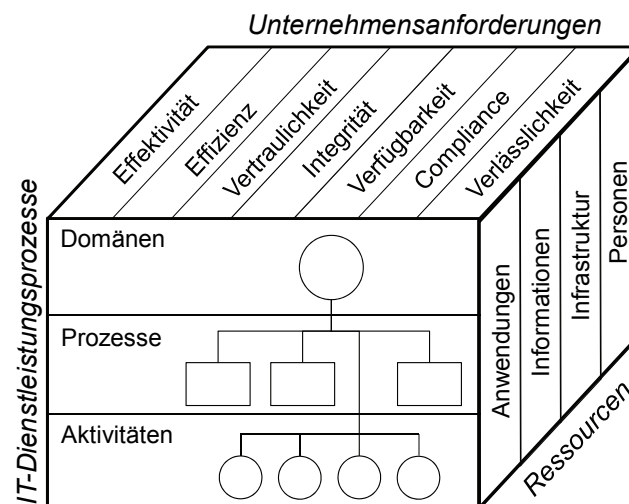 Unternehmensanforderungen
Effektivität
Effizienz
Vertraulichkeit
Integrität
Verfügbarkeit
Compliance
Verlässlichkeit
IT-Dienstleistungsprozesse
Domänen
Prozesse
Aktivitäten
Anwendungen
Informationen
Infrastruktur
Personen
Ressourcen